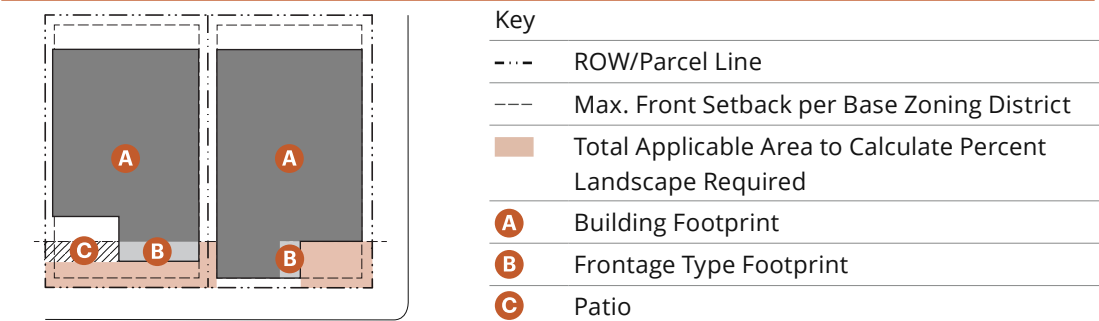 Key
ROW/Parcel Line
Max. Front Setback per Base Zoning District
Total Applicable Area to Calculate Percent
Landscape Required
A Building Footprint
B Frontage Type Footprint
C Patio
A
A
C
B
B